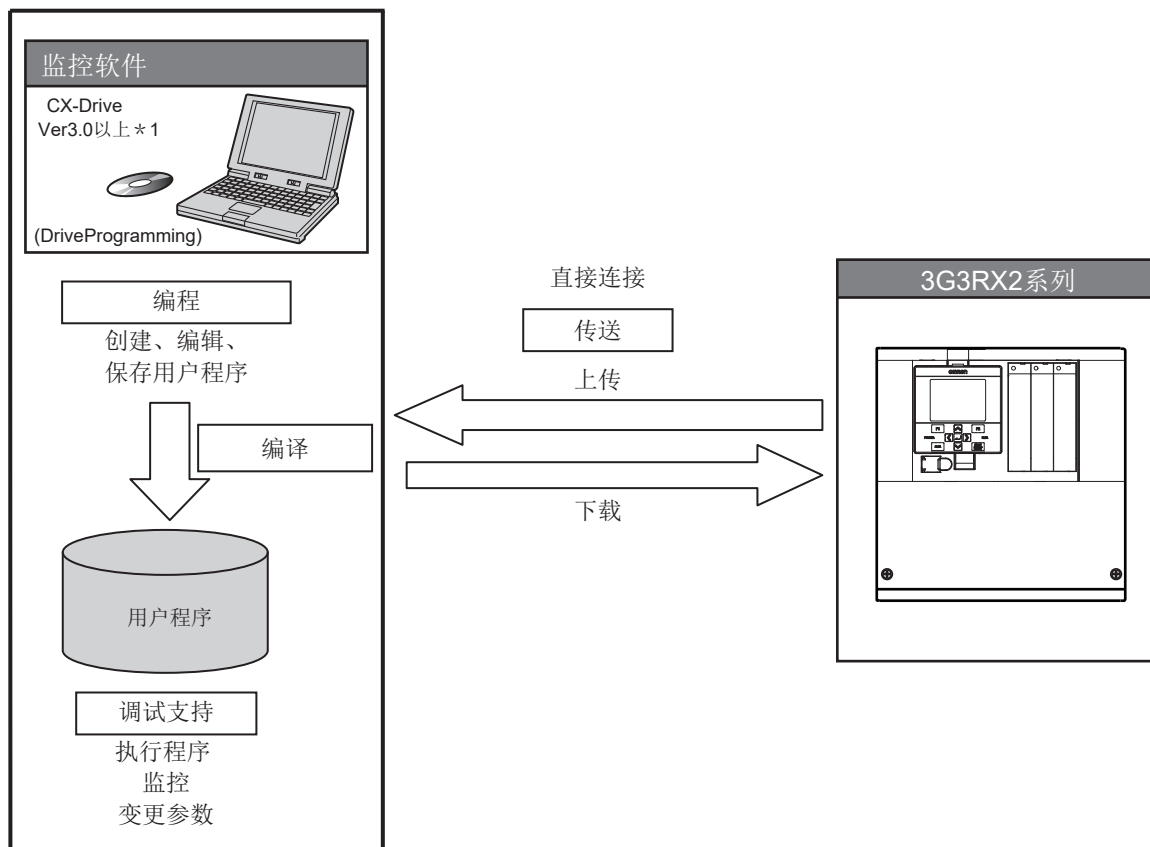 监控软件
CX-Drive
Ver3.0以上＊1
(DriveProgramming)
编程
创建、编辑、
保存用户程序
编译
用户程序
调试支持
执行程序
监控
变更参数
直接连接
传送
上传
下载
3G3RX2系列